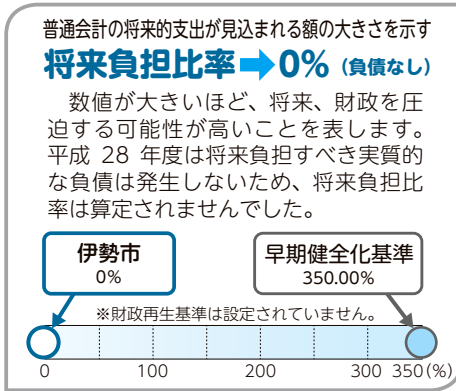 普通会計の将来的支出が見込まれる額の大きさを示す
将来負担比率➡0%（負債なし）
数値が大きいほど、将来、財政を圧
迫する可能性が高いことを表します。
平成 28 年度は将来負担すべき実質的
な負債は発生しないため、将来負担比
率は算定されませんでした。
伊勢市
0%
早期健全化基準
350.00%
※財政再生基準は設定されていません。
0 100 200 300 350(%)